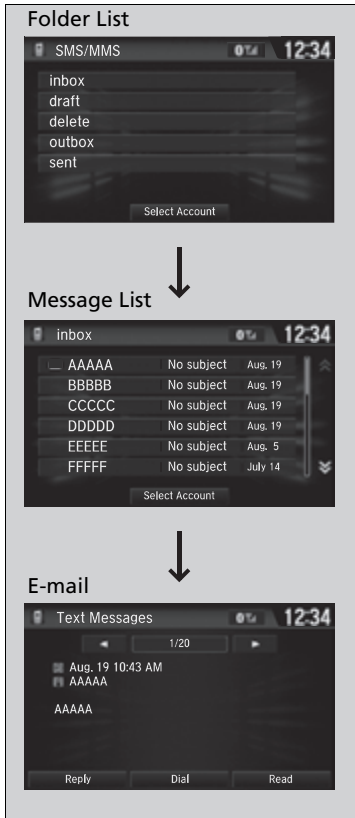 Folder List
SMS/MMS 12:34
inbox
draft
delete
outbox
sent
Select Account
Message List
inbox 12:34
AAAAA No subject Aug. 19
BBBBB No subject Aug. 19
CCCCC No subject Aug. 19
DDDDD No subject Aug. 19
EEEEE No subject Aug. 5
FFFFF No subject July 14
Select Account
E-mail
Text Messages 12:34
1/20
Aug. 19 10:43 AM
AAAAA
AAAAA
Reply Dial Read